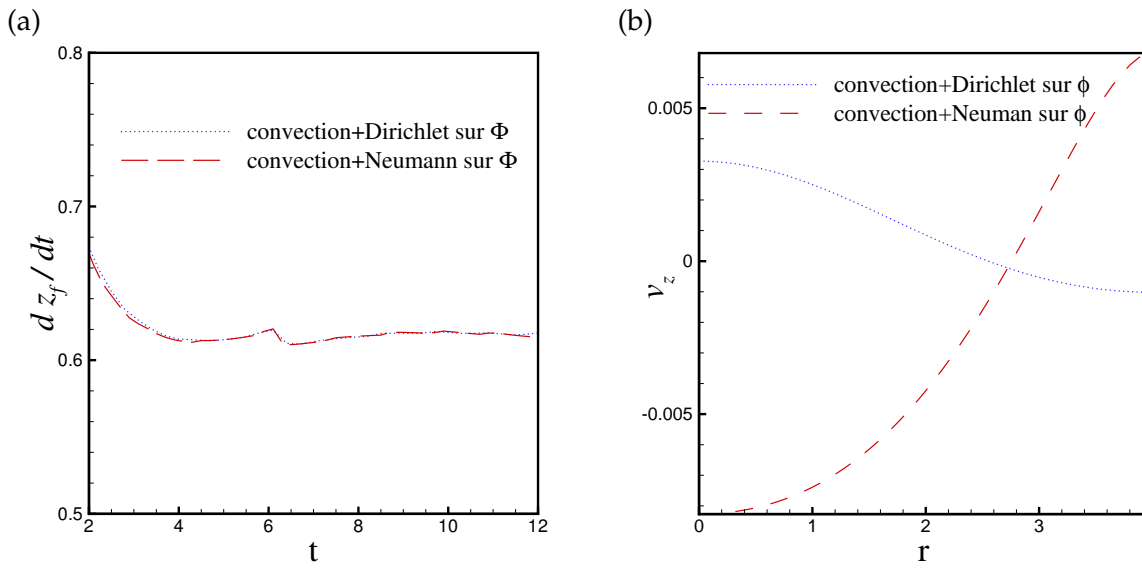 (a)
0.8
0.7
0.6
0.5
d z_f / dt
convection+Dirichlet sur Φ
convection+Neumann sur Φ
2 4 6 8 10 12
t
(b)
0.005
0
-0.005
v_z
convection+Dirichlet sur ϕ
convection+Neuman sur ϕ
0 1 2 3
r